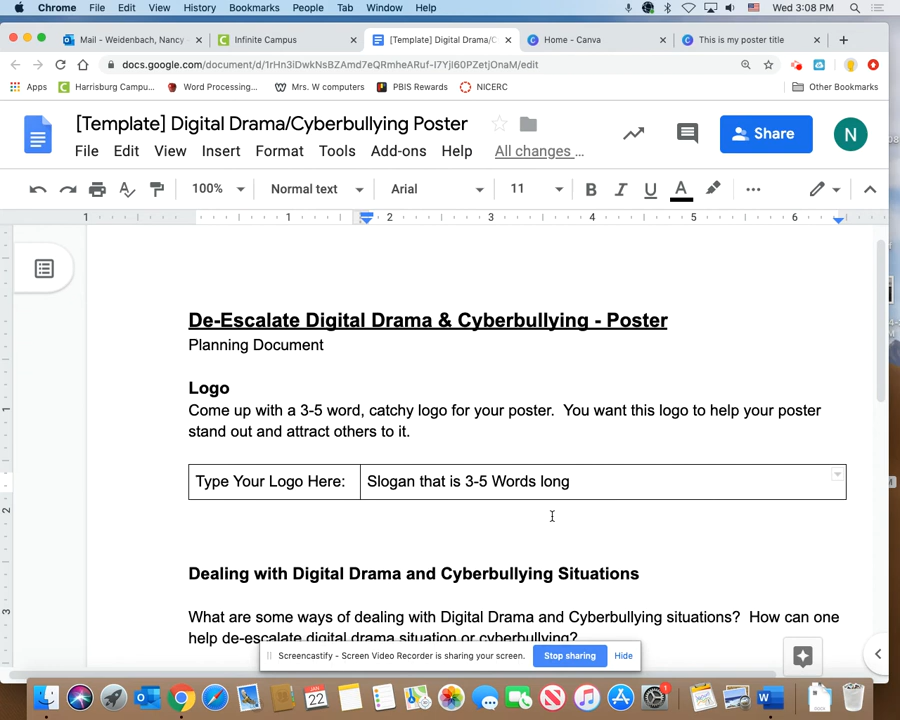 Chrome File Edit View History Bookmarks People Tab Window Help Wed 3:08 PM
Mail - Weidenbach, Nancy Infinite Campus [Template] Digital Drama/C Home - Canva This is my poster title
docs.google.com/document/d/1rHn3iDwkNsBZAmd7eQRmheARuf-I7YjI60PZetjOnaM/edit
Apps Harrisburg Campu... Word Processing... Mrs. W computers PBIS Rewards NICERC Other Bookmarks
[Template] Digital Drama/Cyberbullying Poster
Share
N
File Edit View Insert Format Tools Add-ons Help All changes ...
100% Normal text Arial 11 B I U A
1 1 2 3 4 5 6
De-Escalate Digital Drama & Cyberbullying - Poster
Planning Document
Logo
Come up with a 3-5 word, catchy logo for your poster. You want this logo to help your poster
stand out and attract others to it.
1
Type Your Logo Here: Slogan that is 3-5 Words long
2
Dealing with Digital Drama and Cyberbullying Situations
3
What are some ways of dealing with Digital Drama and Cyberbullying situations? How can one
help de-escalate digital drama situation or cyberbullying?
Screencastify - Screen Video Recorder is sharing your screen. Stop sharing Hide
JAN
22
1